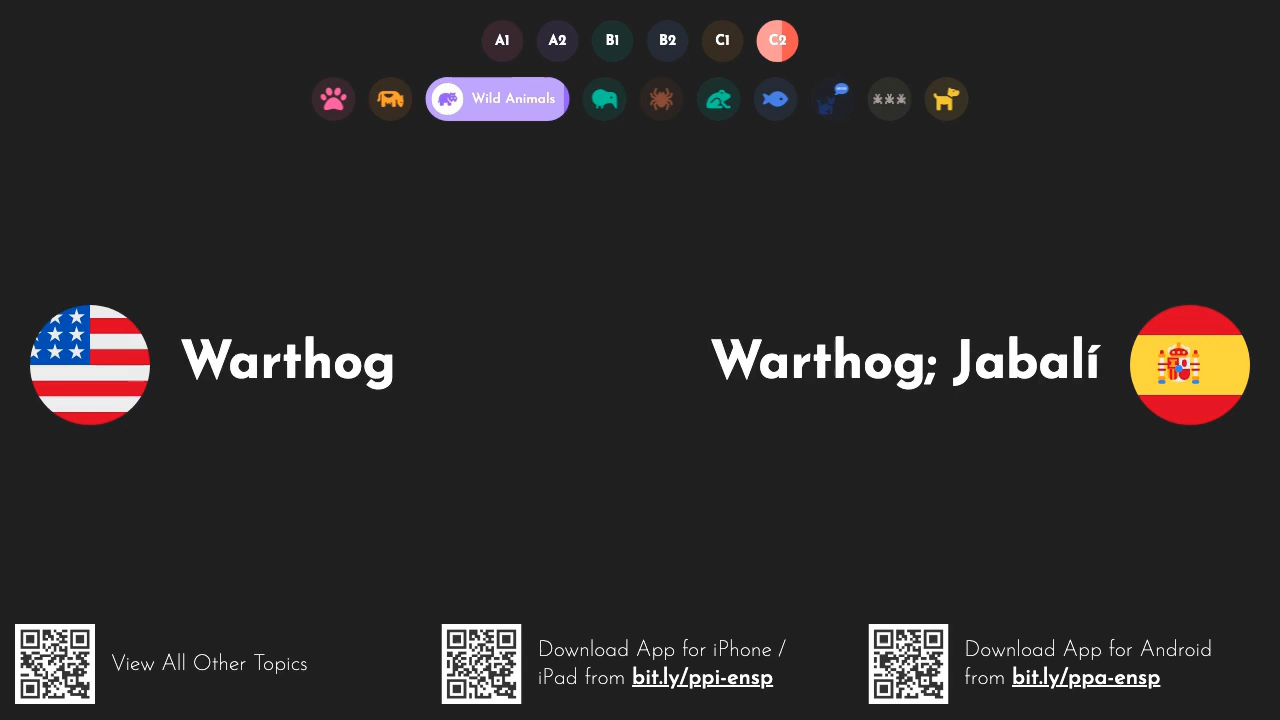 A1 A2 B1 B2 C1 C2
Wild Animals
Warthog
Warthog; Jabalí
View All Other Topics
Download App for iPhone /
iPad from bit.ly/ppi-ensp
Download App for Android
from bit.ly/ppa-ensp